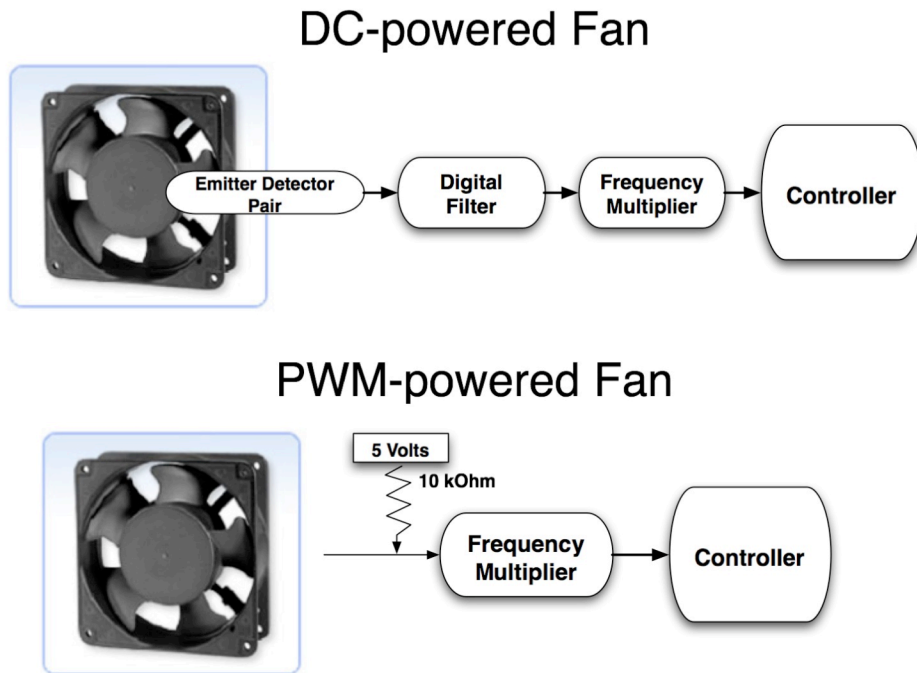 DC-powered Fan
Emitter Detector
Pair
Digital
Filter
Frequency
Multiplier
Controller
PWM-powered Fan
5 Volts
10 kOhm
Frequency
Multiplier
Controller